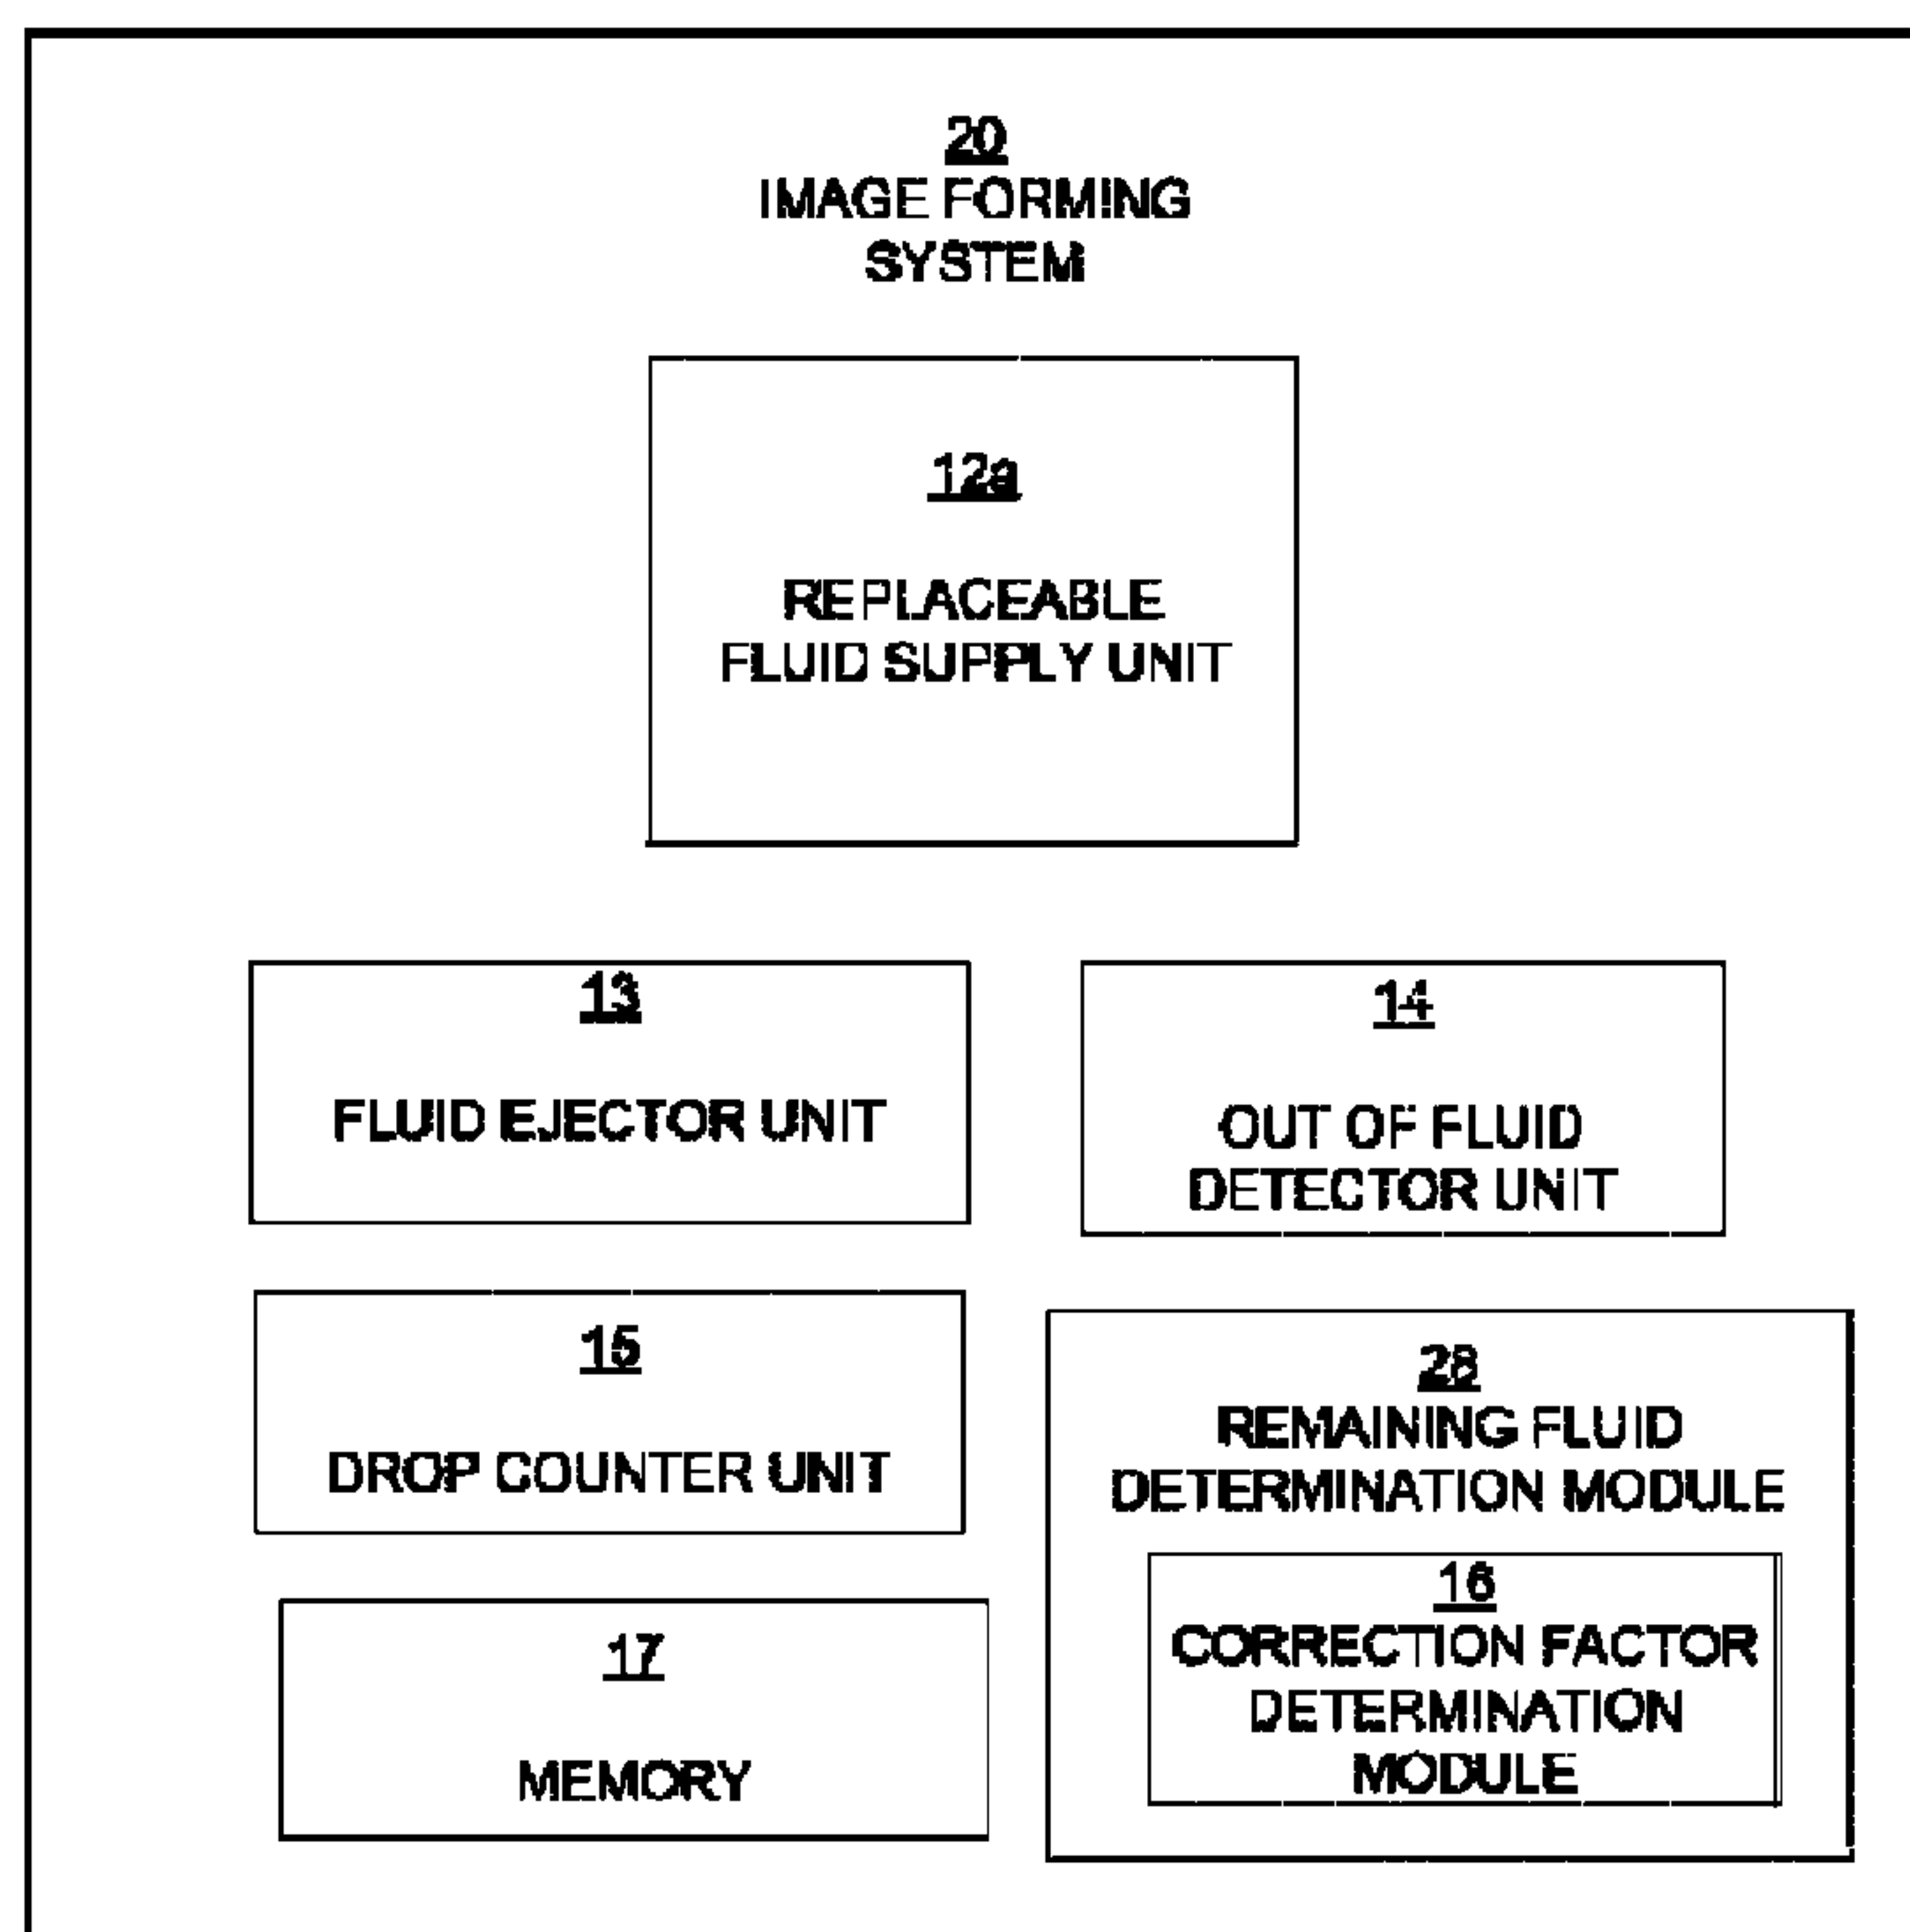 20
IMAGE FORMING
SYSTEM
12a
REPLACEABLE
FLUID SUPPLY UNIT
13
FLUID EJECTOR UNIT
14
OUT OF FLUID
DETECTOR UNIT
15
DROP COUNTER UNIT
REMAINING FLUID
DETERMINATION MODULE
16
CORRECTION FACTOR
DETERMINATION
MODULE
17
MEMORY